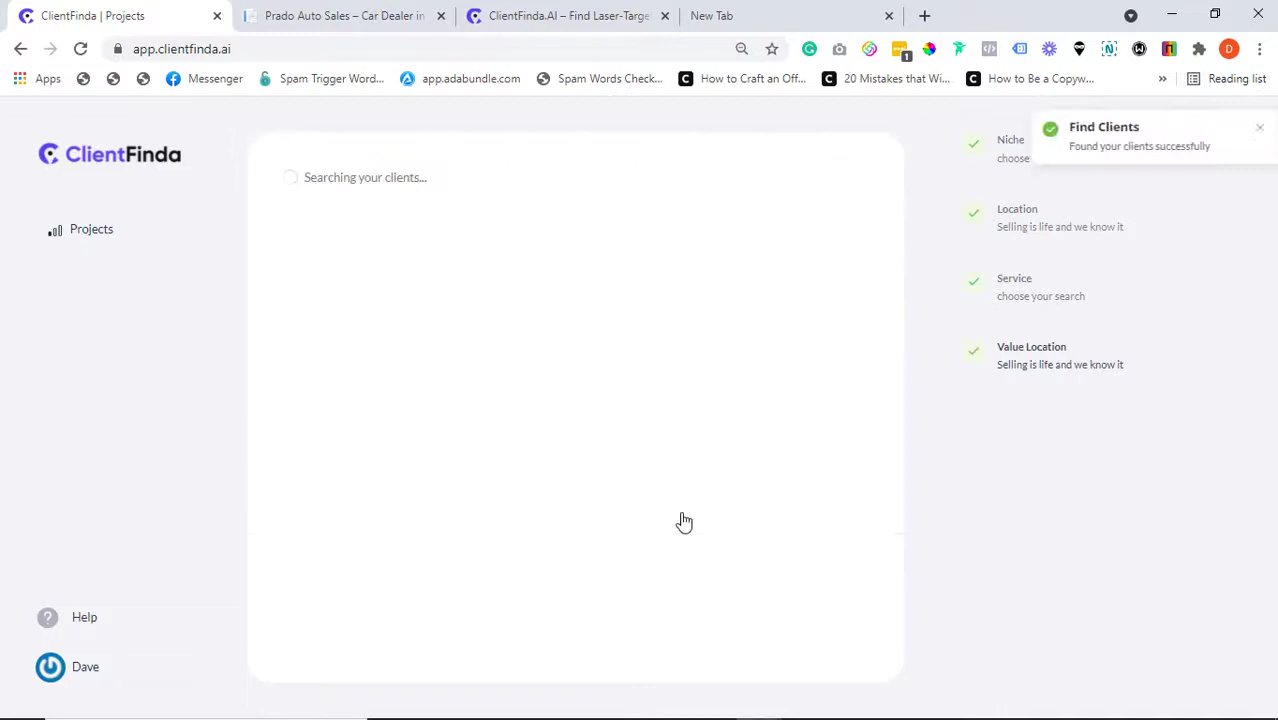 ClientFinda | Projects
Prado Auto Sales – Car Dealer in
ClientFinda.AI – Find Laser-Targe
New Tab
app.clientfinda.ai
1
D
Apps
Messenger
Spam Trigger Word...
app.adabundle.com
Spam Words Check...
How to Craft an Off...
20 Mistakes that Wi...
How to Be a Copyw...
»
Reading list
ClientFinda
Projects
Searching your clients...
Niche
choose
Find Clients
Found your clients successfully
Location
Selling is life and we know it
Service
choose your search
Value Location
Selling is life and we know it
Help
Dave